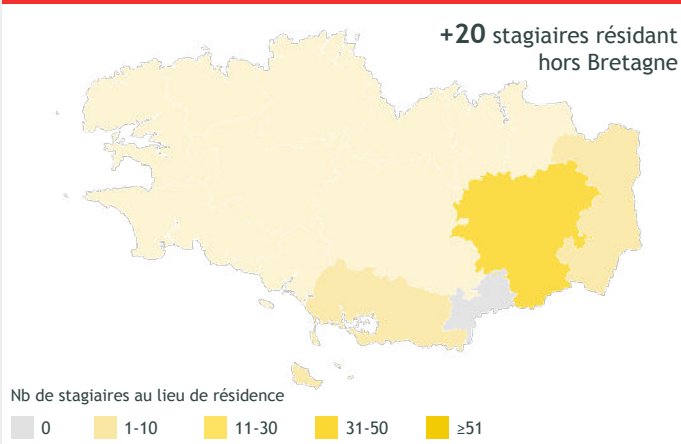 +20 stagiaires résidant
hors Bretagne
Nb de stagiaires au lieu de résidence
0 1-10 11-30 31-50 ≥51